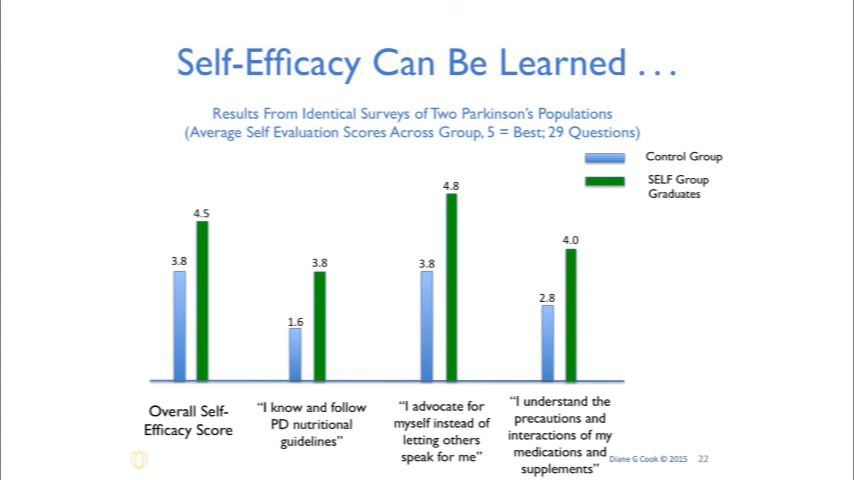 Self-Efficacy Can Be Learned . . .
Results From Identical Surveys of Two Parkinson's Populations
(Average Self Evaluation Scores Across Group, 5 = Best; 29 Questions)
Control Group
SELF Group
Graduates
3.8
4.5
1.6
3.8
3.8
4.8
2.8
4.0
Overall Self-
Efficacy Score
“I know and follow
PD nutritional
guidelines”
“I advocate for
myself instead of
letting others
speak for me”
“I understand the
precautions and
interactions of my
medications and
supplements”
Diane G Cook © 2015
22